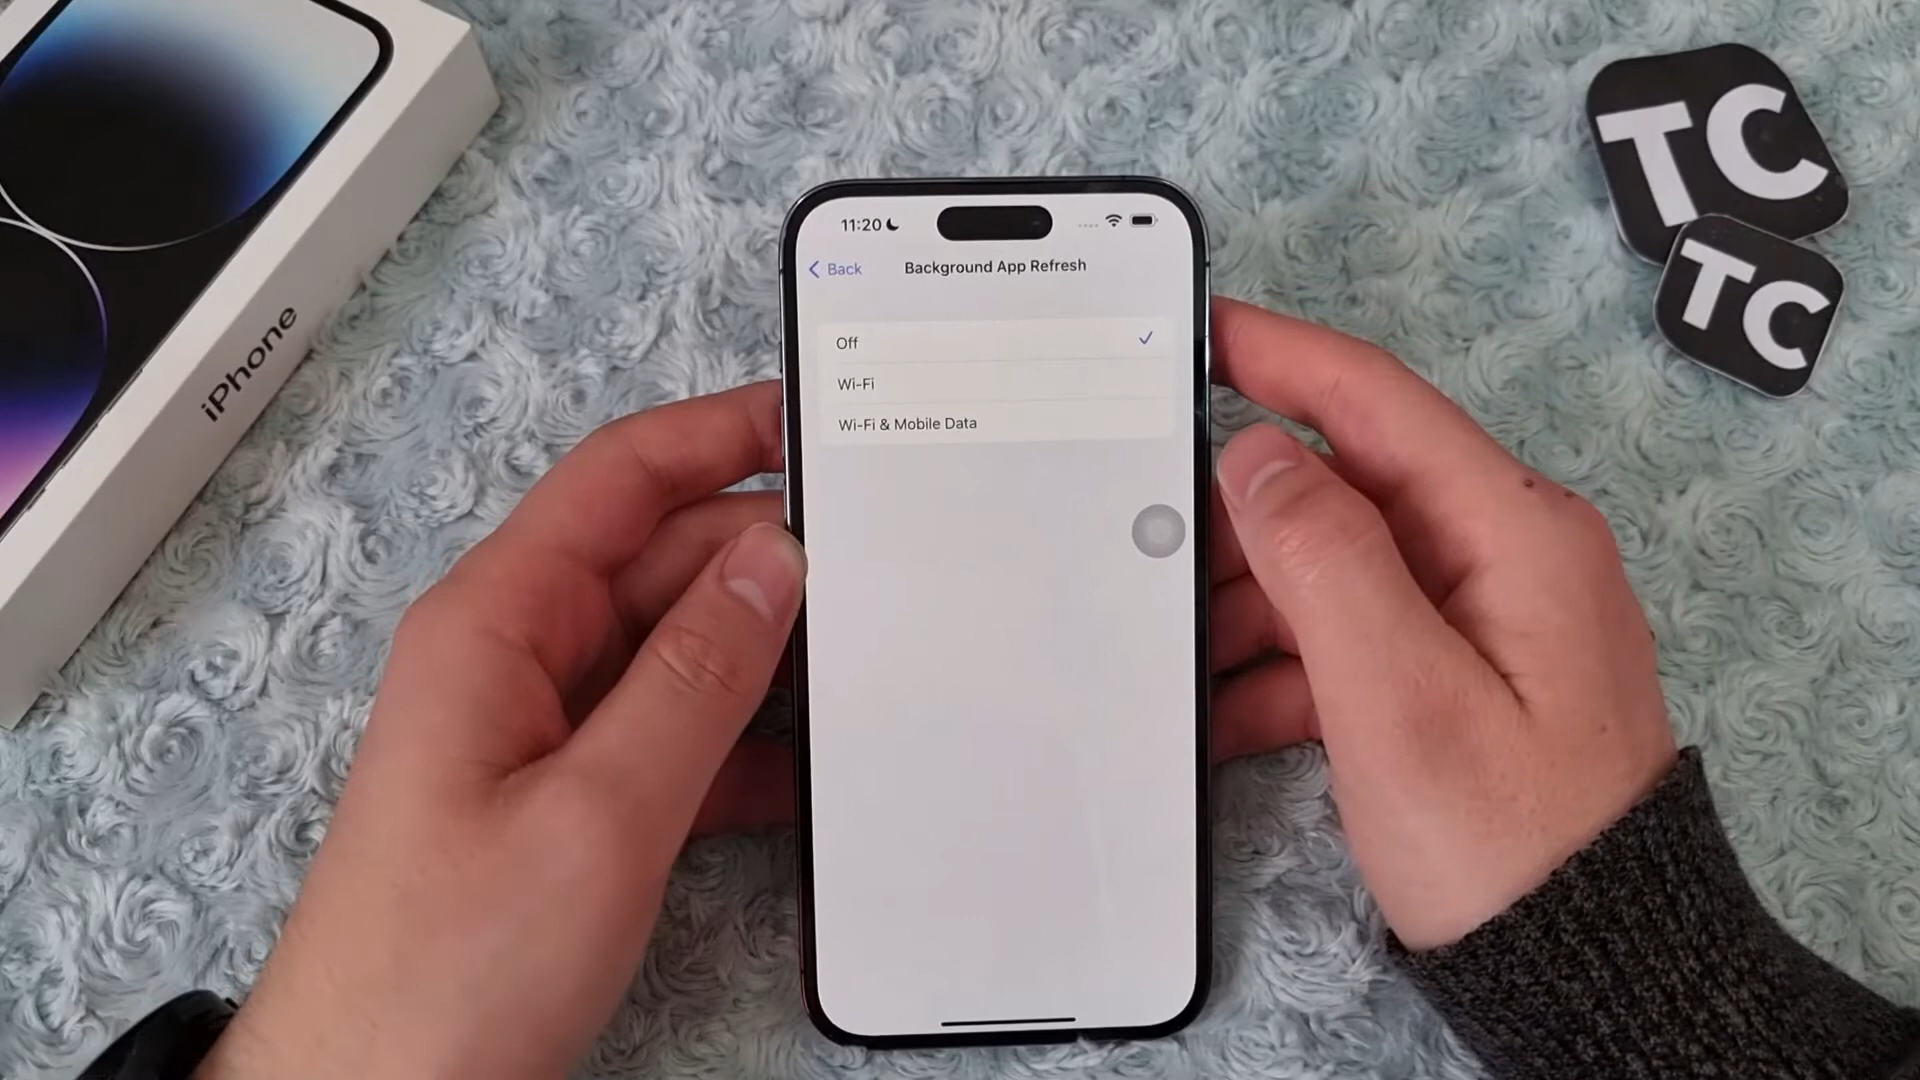 iPhone
TC
TC
11:20
Back
Background App Refresh
Off
Wi-Fi
Wi-Fi & Mobile Data